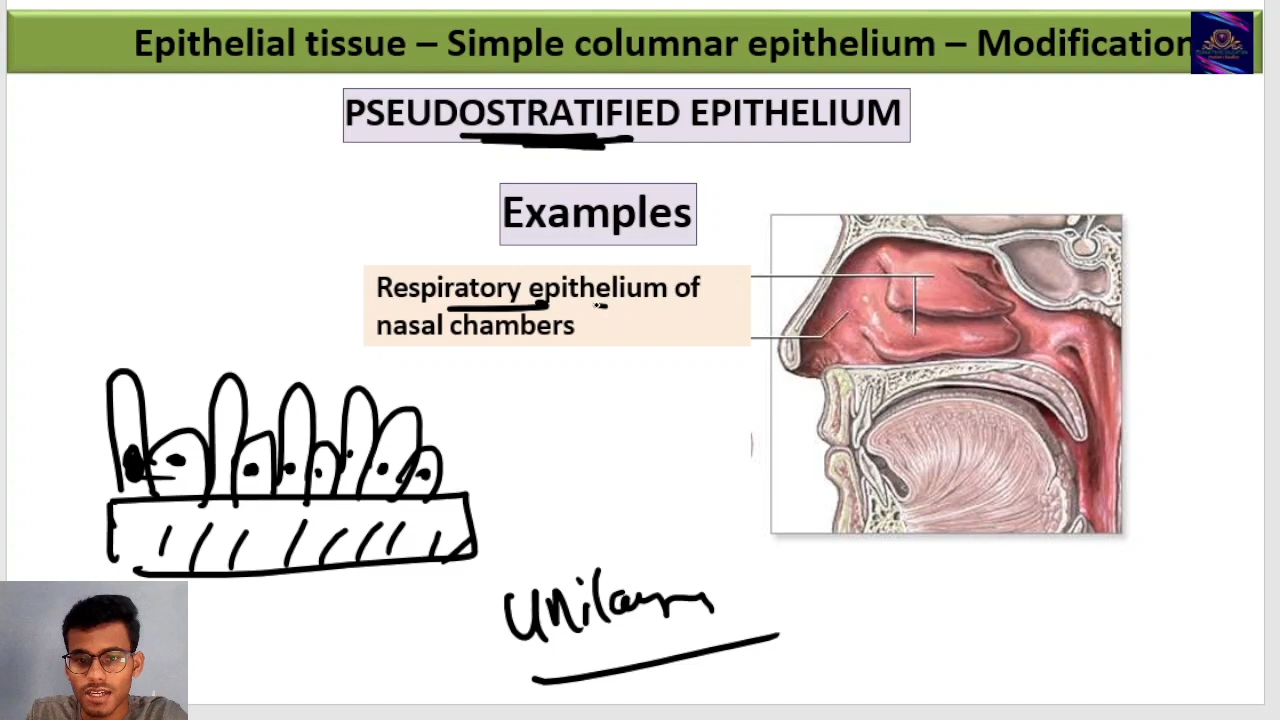 Epithelial tissue – Simple columnar epithelium – Modification
PSEUDOSTRATIFIED EPITHELIUM
Examples
Respiratory epithelium of
nasal chambers